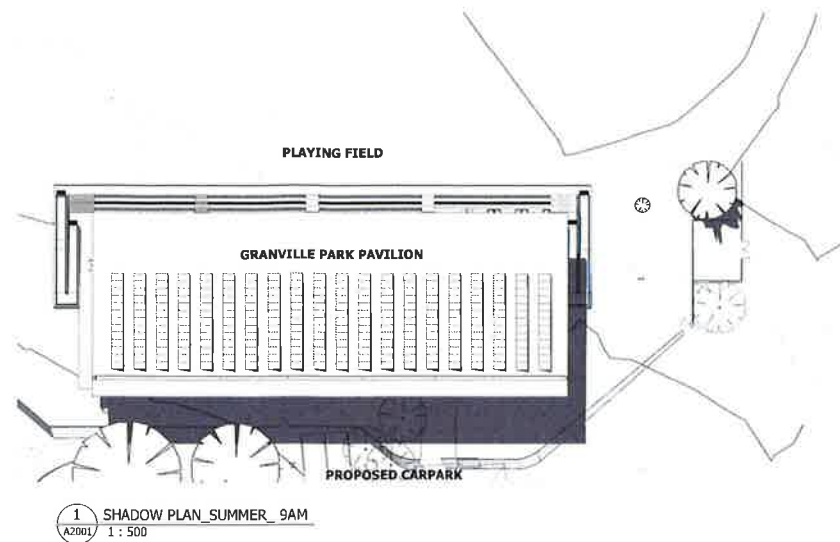 PLAYING FIELD
GRANVILLE PARK PAVILION
PROPOSED CARPARK
1 SHADOW PLAN_SUMMER_ 9AM
A2001 1 : 500